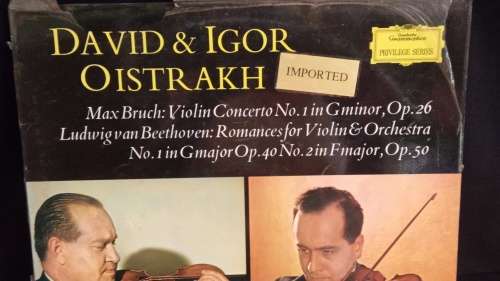 DAVID & IGOR
OISTRAKH
IMPORTED
Deutsche
Grammophon
PRIVILEGE SERIES
Max Bruch: Violin Concerto No. 1 in G minor, Op. 26
Ludwig van Beethoven: Romances for Violin & Orchestra
No. 1 in G major Op. 40 No. 2 in F major, Op. 50